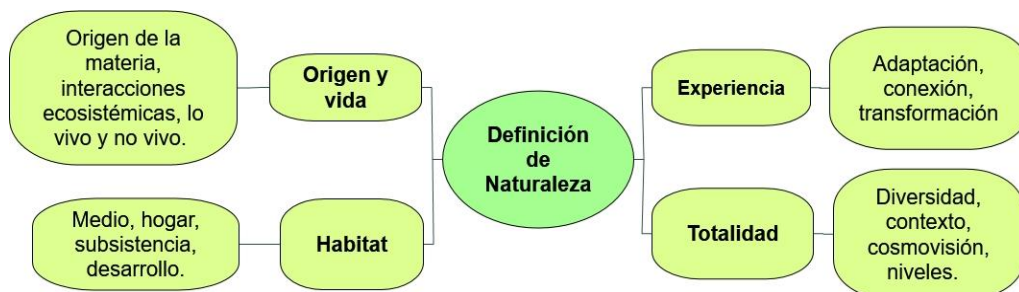 Origen de la
materia,
interacciones
ecosistémicas, lo
vivo y no vivo.
Origen y
vida
Medio, hogar,
subsistencia,
desarrollo.
Habitat
Definición
de
Naturaleza
Experiencia
Adaptación,
conexión,
transformación
Totalidad
Diversidad,
contexto,
cosmovisión,
niveles.